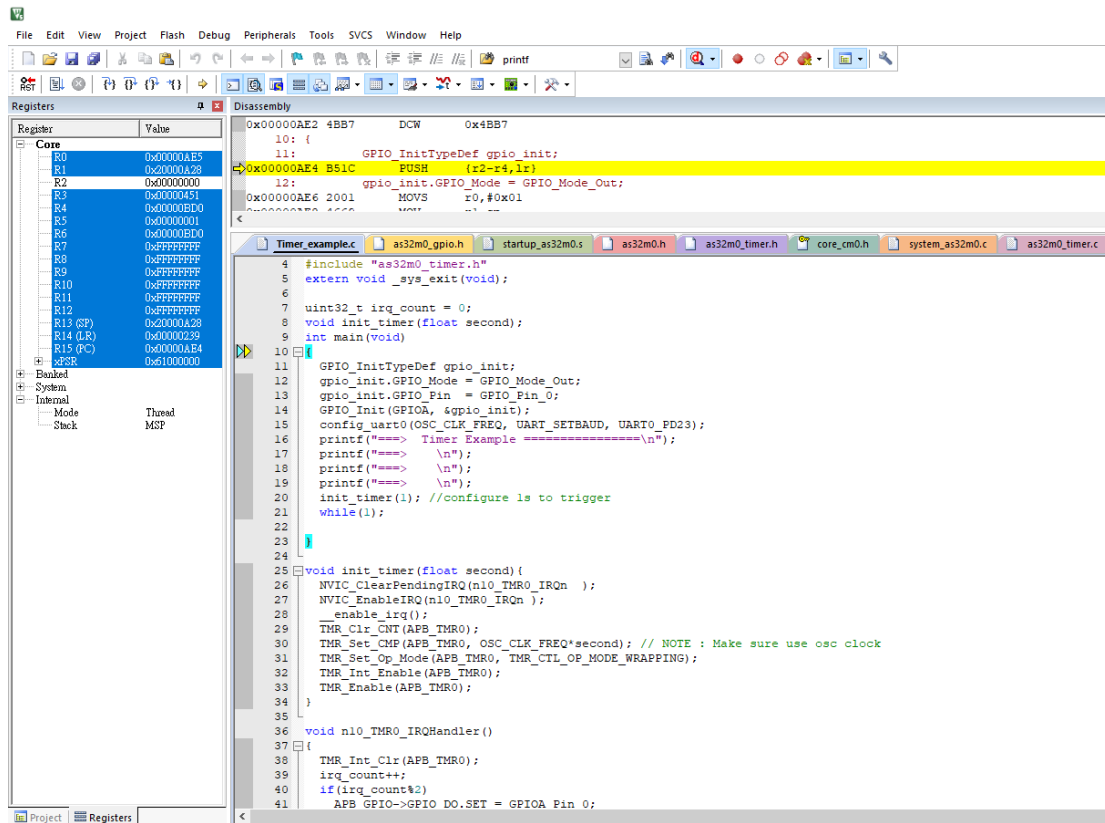 File Edit View Project Flash Debug Peripherals Tools SVCS Window Help
printf
RST
Registers
Register Value
Core
R0 0x00000AE5
R1 0x20000A28
R2 0x00000000
R3 0x00000451
R4 0x00000BD0
R5 0x00000001
R6 0x00000BD0
R7 0xFFFFFFFF
R8 0xFFFFFFFF
R9 0xFFFFFFFF
R10 0xFFFFFFFF
R11 0xFFFFFFFF
R12 0xFFFFFFFF
R13 (SP) 0x20000A28
R14 (LR) 0x00000239
R15 (PC) 0x00000AE4
xPSR 0x61000000
Banked
System
Internal
Mode Thread
Stack MSP
Project Registers
Disassembly
0x00000AE2 4BB7 DCW 0x4BB7
10: {
11: GPIO_InitTypeDef gpio_init;
0x00000AE4 B51C PUSH {r2-r4,lr}
12: gpio_init.GPIO_Mode = GPIO_Mode_Out;
0x00000AE6 2001 MOVS r0,#0x01
Timer_example.c as32m0_gpio.h startup_as32m0.s as32m0.h as32m0_timer.h core_cm0.h system_as32m0.c as32m0_timer.c
4 #include "as32m0_timer.h"
5 extern void _sys_exit(void);
6
7 uint32_t irq_count = 0;
8 void init_timer(float second);
9 int main(void)
10 {
11 GPIO_InitTypeDef gpio_init;
12 gpio_init.GPIO_Mode = GPIO_Mode_Out;
13 gpio_init.GPIO_Pin  = GPIO_Pin_0;
14 GPIO_Init(GPIOA, &gpio_init);
15 config_uart0(OSC_CLK_FREQ, UART_SETBAUD, UART0_PD23);
16 printf("===>  Timer Example ================\n");
17 printf("===>    \n");
18 printf("===>    \n");
19 printf("===>    \n");
20 init_timer(1); //configure 1s to trigger
21 while(1);
22
23 }
24
25 void init_timer(float second){
26 NVIC_ClearPendingIRQ(n10_TMR0_IRQn  );
27 NVIC_EnableIRQ(n10_TMR0_IRQn );
28 __enable_irq();
29 TMR_Clr_CNT(APB_TMR0);
30 TMR_Set_CMP(APB_TMR0, OSC_CLK_FREQ*second); // NOTE : Make sure use osc clock
31 TMR_Set_Op_Mode(APB_TMR0, TMR_CTL_OP_MODE_WRAPPING);
32 TMR_Int_Enable(APB_TMR0);
33 TMR_Enable(APB_TMR0);
34 }
35
36 void n10_TMR0_IRQHandler()
37 {
38 TMR_Int_Clr(APB_TMR0);
39 irq_count++;
40 if(irq_count%2)
41 APB_GPIO->GPIO_DO.SET = GPIOA_Pin_0;